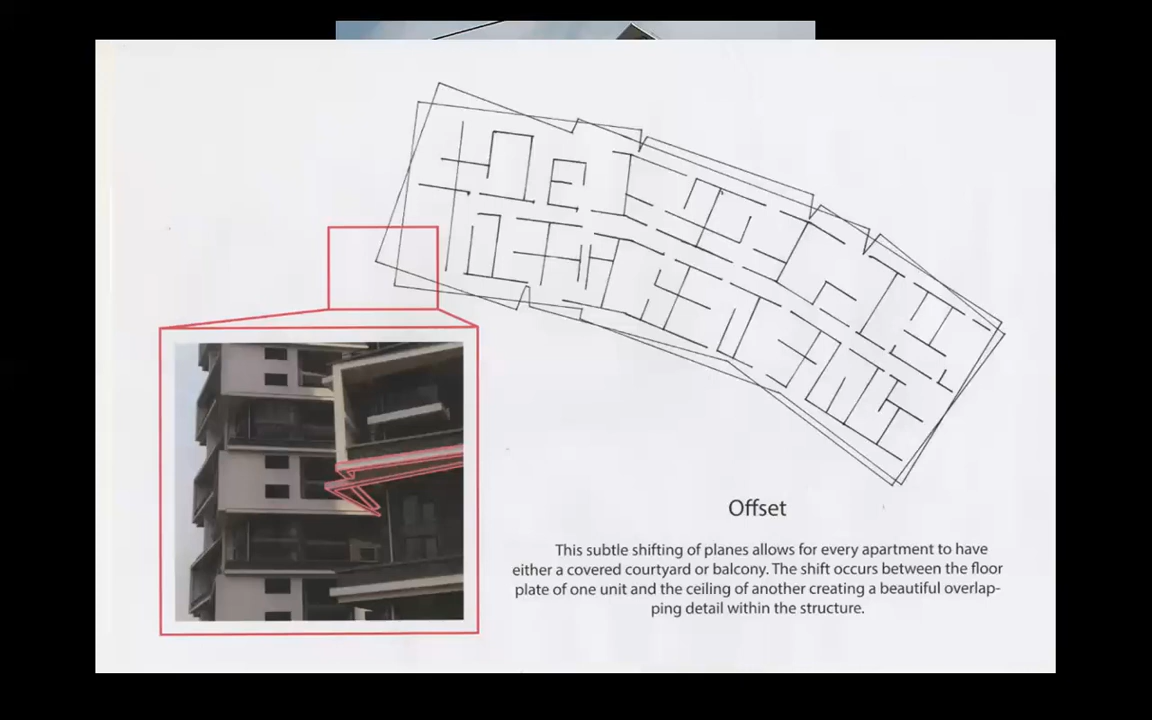 Offset
This subtle shifting of planes allows for every apartment to have
either a covered courtyard or balcony. The shift occurs between the floor
plate of one unit and the ceiling of another creating a beautiful overlap-
ping detail within the structure.